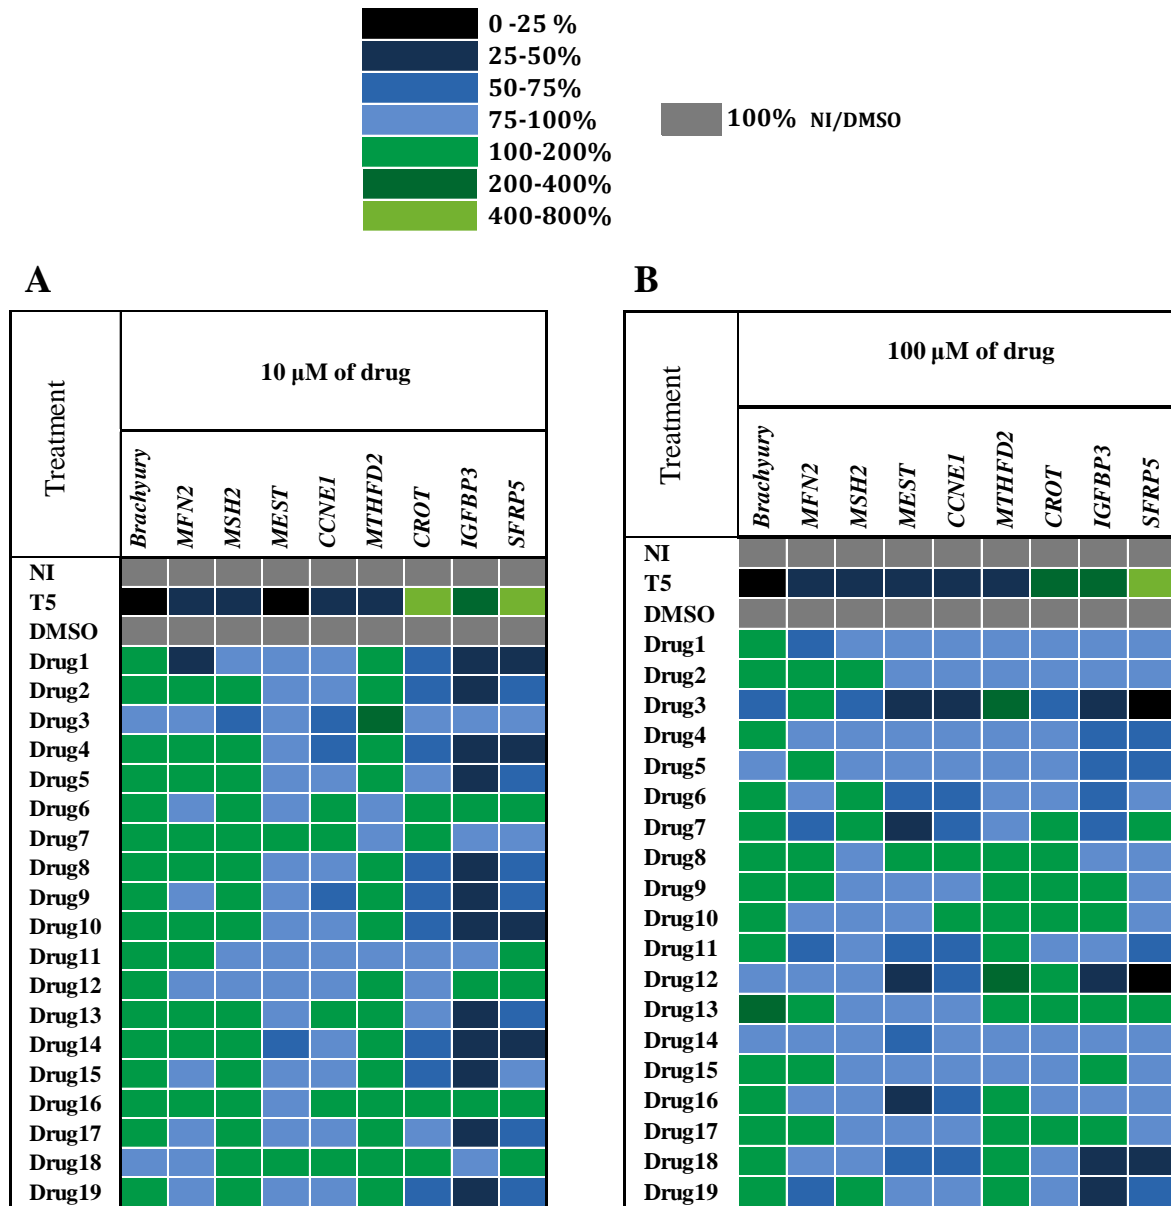 0 -25 %
25-50%
50-75%
75-100%
100-200%
200-400%
400-800%
100% NI/DMSO
A
Treatment
10 µM of drug
Brachyury
MFN2
MSH2
MEST
CCNE1
MTHFD2
CROT
IGFBP3
SFRP5
NI
T5
DMSO
Drug1
Drug2
Drug3
Drug4
Drug5
Drug6
Drug7
Drug8
Drug9
Drug10
Drug11
Drug12
Drug13
Drug14
Drug15
Drug16
Drug17
Drug18
Drug19
B
Treatment
100 µM of drug
Brachyury
MFN2
MSH2
MEST
CCNE1
MTHFD2
CROT
IGFBP3
SFRP5
NI
T5
DMSO
Drug1
Drug2
Drug3
Drug4
Drug5
Drug6
Drug7
Drug8
Drug9
Drug10
Drug11
Drug12
Drug13
Drug14
Drug15
Drug16
Drug17
Drug18
Drug19